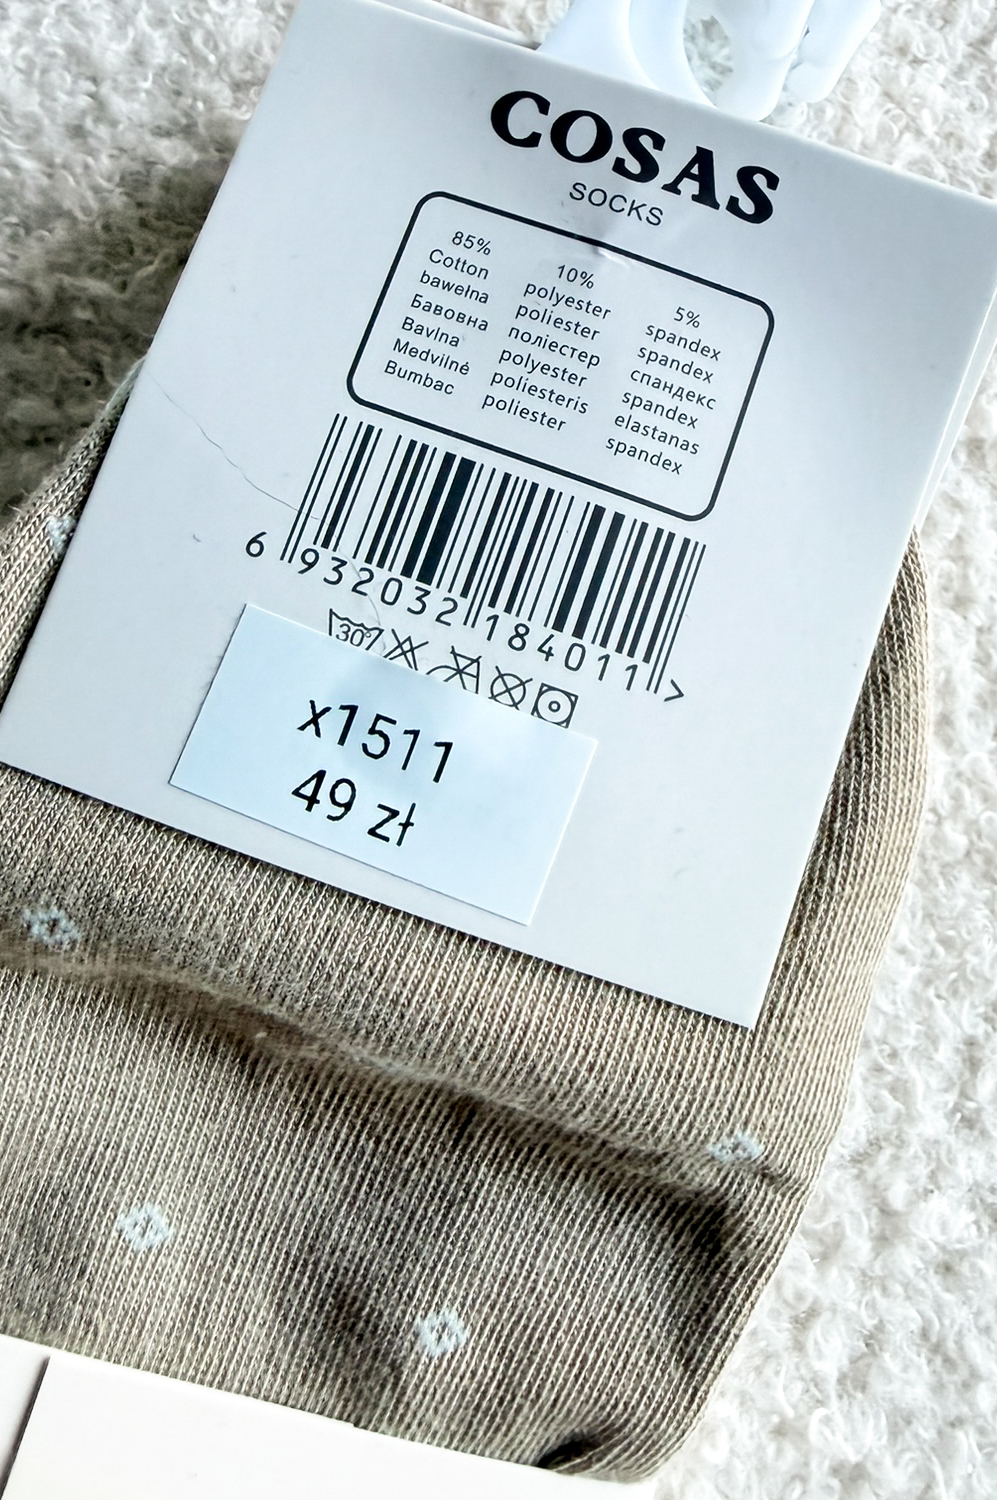 COSAS
SOCKS
85%
Cotton
bawełna
Бавовна
Bavlna
Medvilné
Bumbac
10%
polyester
poliester
поліестер
polyester
poliesteris
poliester
5%
spandex
spandex
спандекс
spandex
elastanas
spandex
6 932032 184011 >
30°
x1511
49 zł